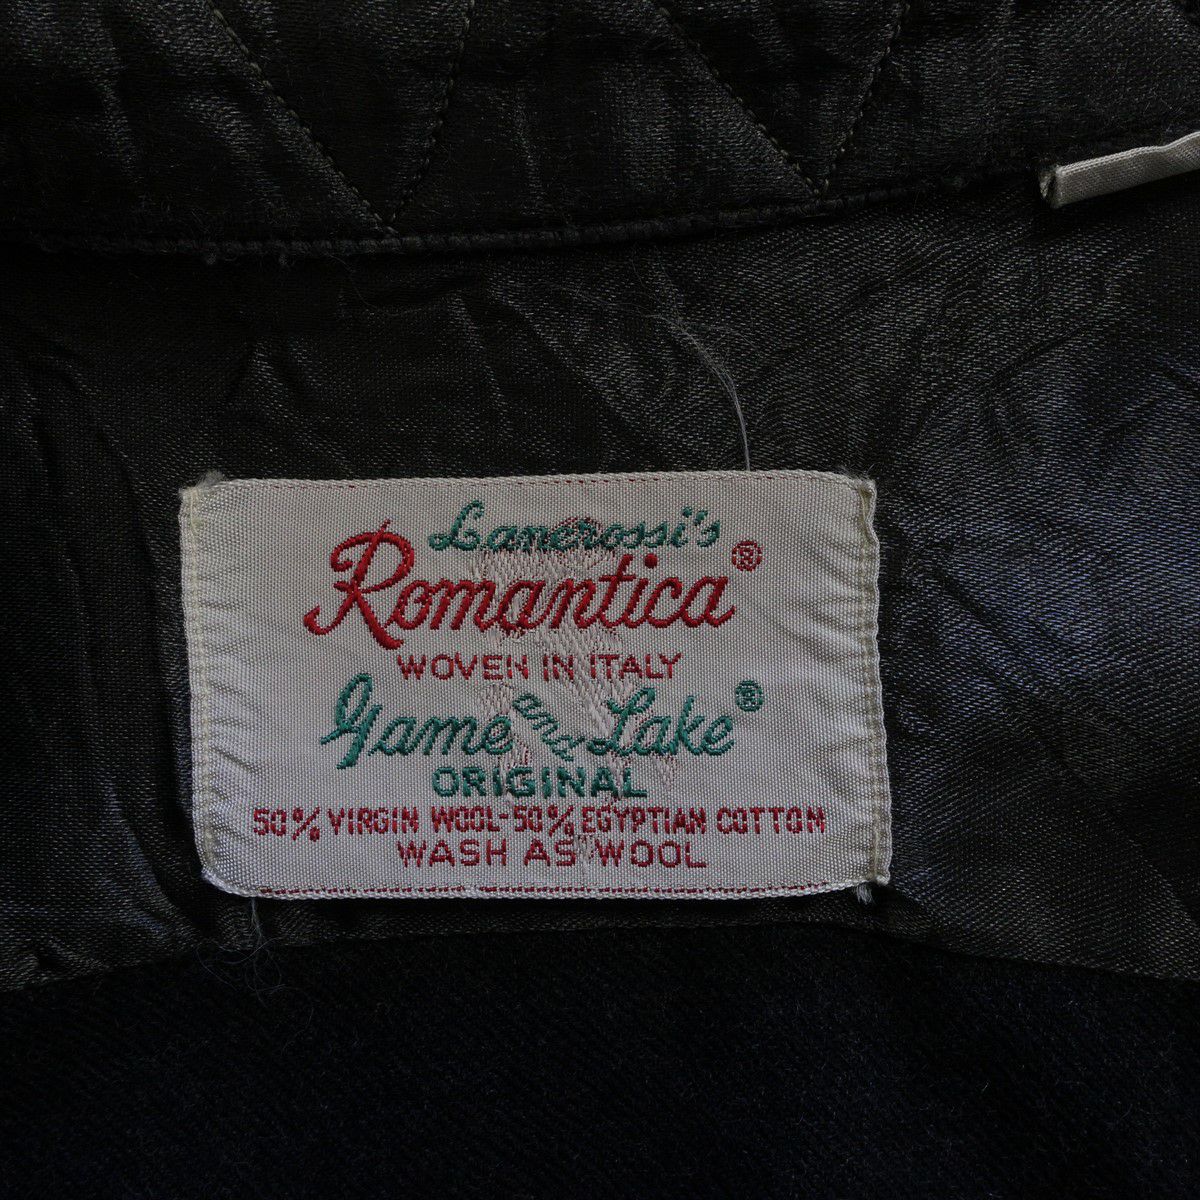 Lanerossi's
Romantica®
WOVEN IN ITALY
Game and Lake®
ORIGINAL
50% VIRGIN WOOL-50% EGYPTIAN COTTON
WASH AS"WOOL